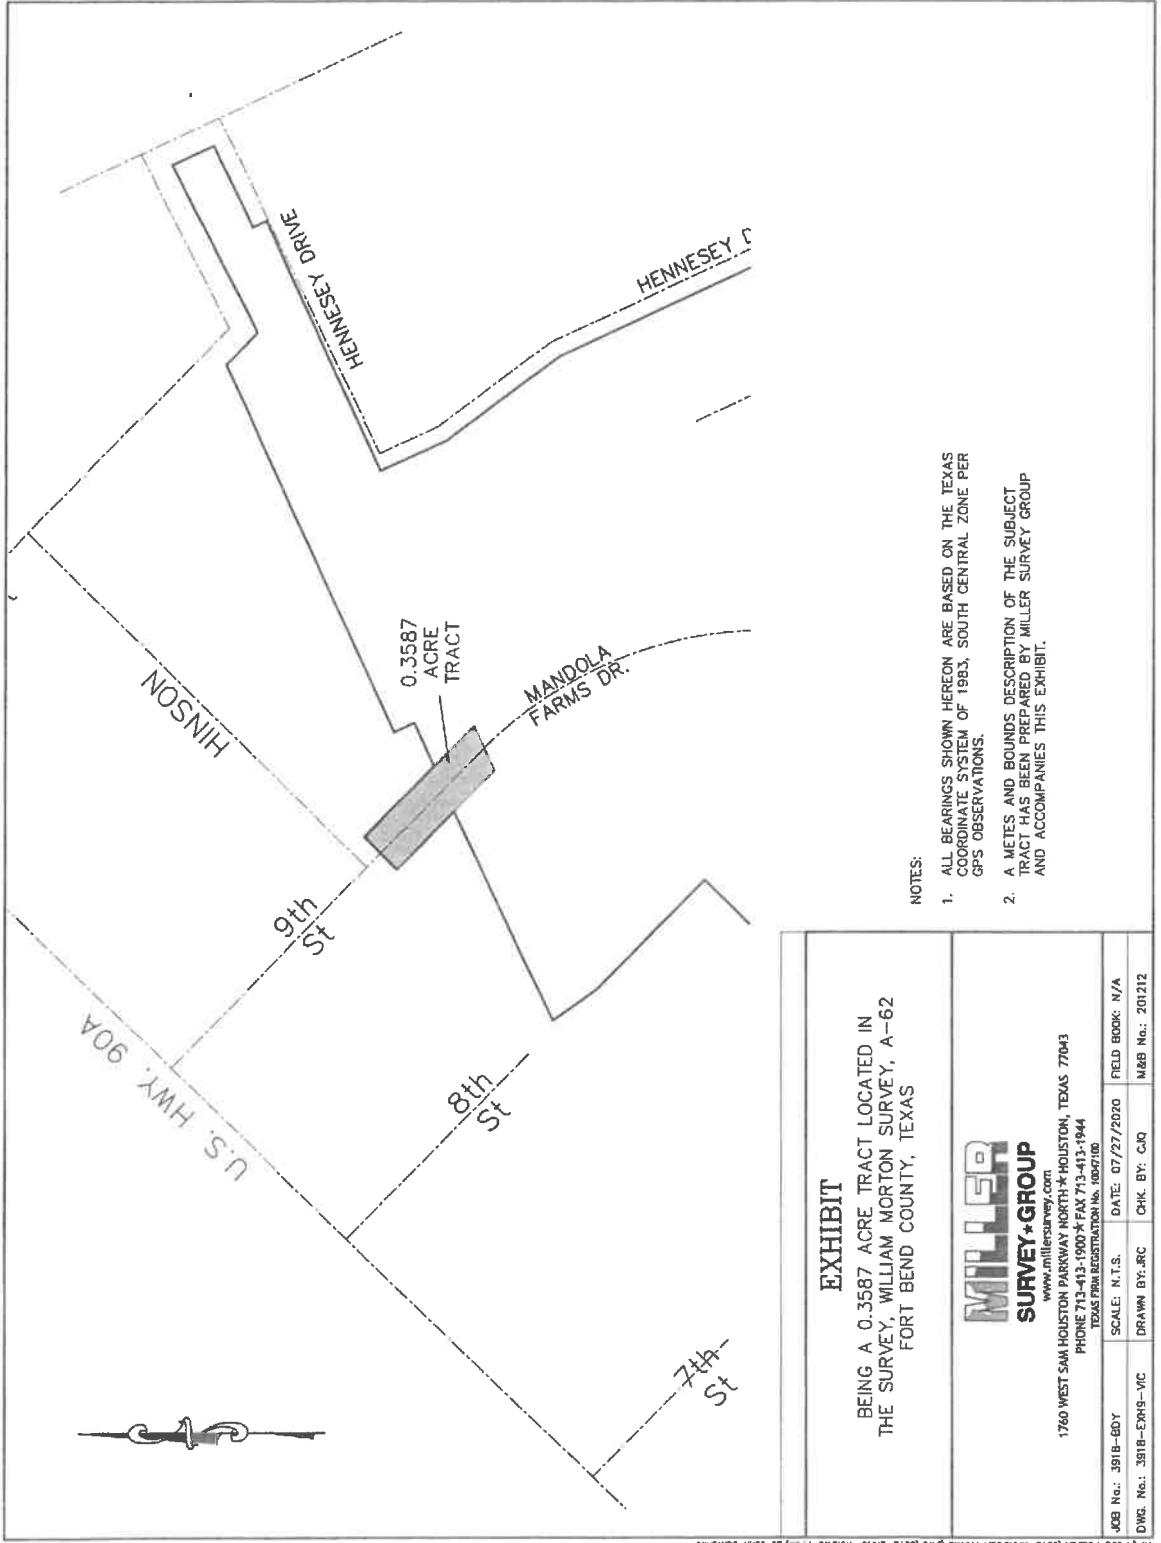 U.S. HWY. 90A
7th
St
8th
St
9th
St
HINSON
0.3587
ACRE
TRACT
MANDOLA
FARMS DR.
HENNESEY DRIVE
HENNESEY D
NOTES:
1. ALL BEARINGS SHOWN HEREON ARE BASED ON THE TEXAS
COORDINATE SYSTEM OF 1983, SOUTH CENTRAL ZONE PER
GPS OBSERVATIONS.
2. A METES AND BOUNDS DESCRIPTION OF THE SUBJECT
TRACT HAS BEEN PREPARED BY MILLER SURVEY GROUP
AND ACCOMPANIES THIS EXHIBIT.
EXHIBIT
BEING A 0.3587 ACRE TRACT LOCATED IN
THE SURVEY, WILLIAM MORTON SURVEY, A-62
FORT BEND COUNTY, TEXAS
MILLER
SURVEY★GROUP
www.millersurvey.com
1760 WEST SAM HOUSTON PARKWAY NORTH★HOUSTON, TEXAS 77043
PHONE 713-413-1900★FAX 713-413-1944
TEXAS FIRM REGISTRATION No. 10047100
JOB No.: 3918-BDY SCALE: N.T.S. DATE: 07/27/2020 FIELD BOOK: N/A
DWG. No.: 3918-EXH9-VIC DRAWN BY: JRC CHK. BY: CJQ M&B No.: 201212